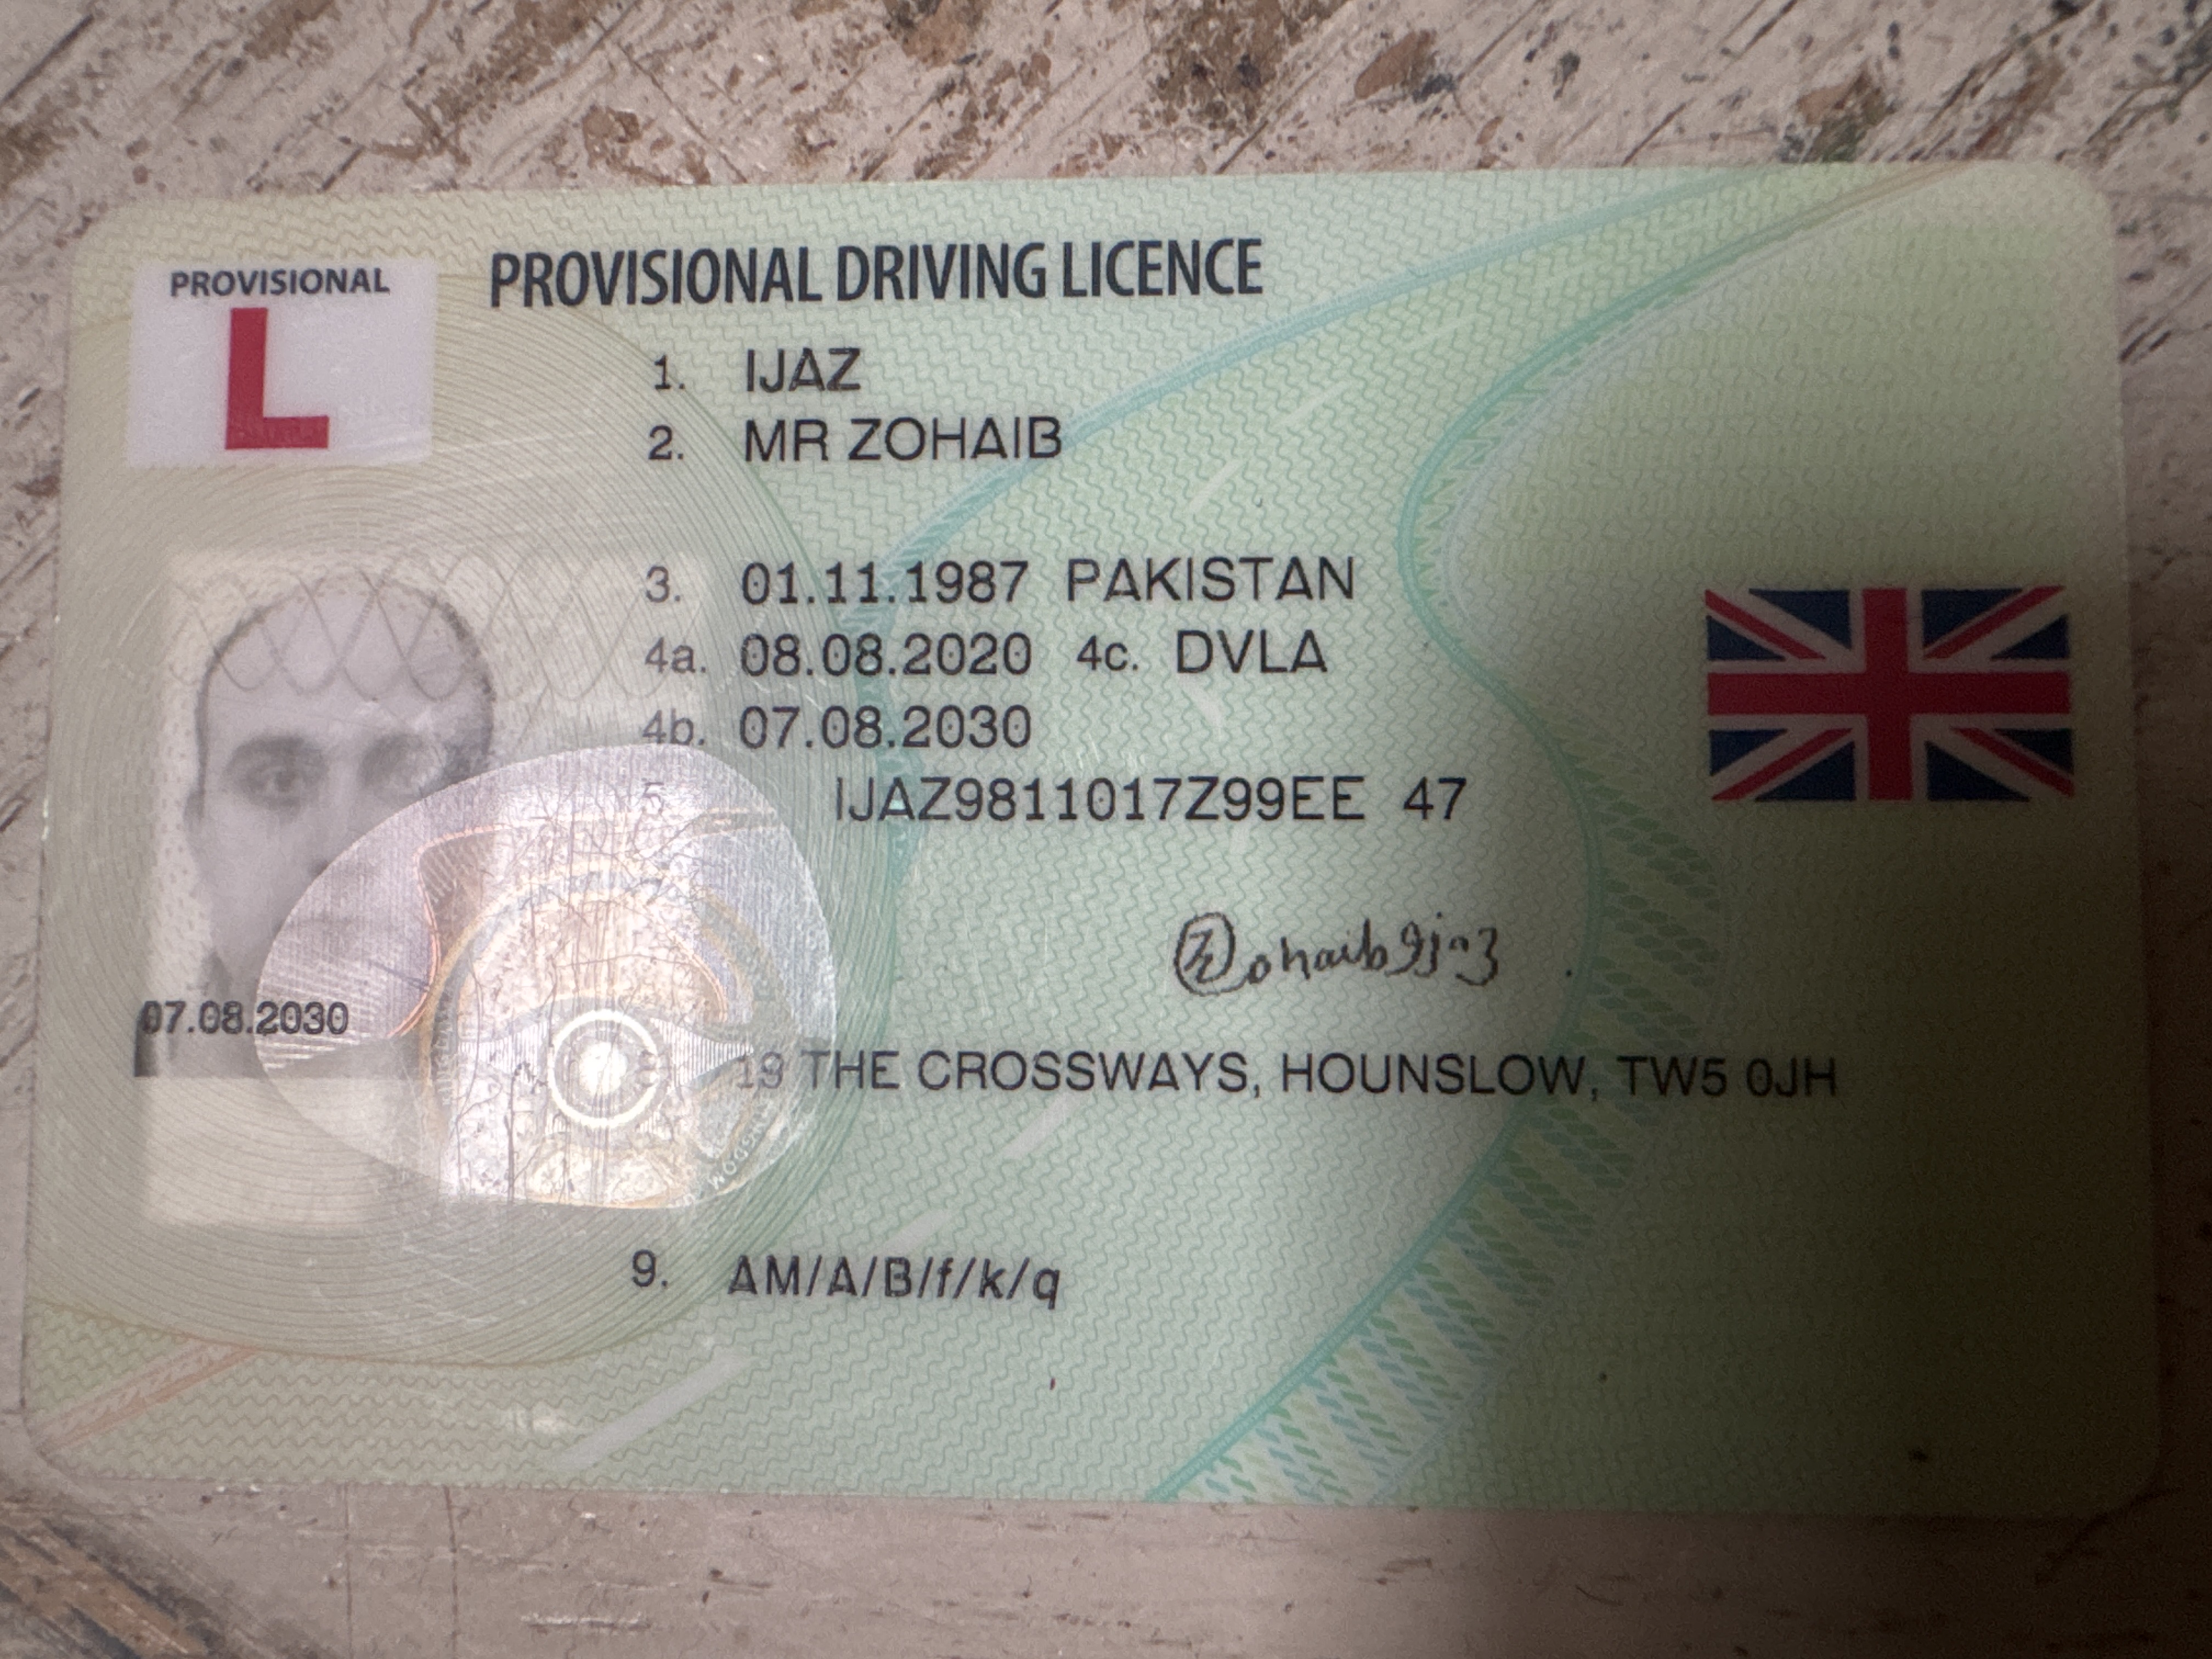 PROVISIONAL
L
PROVISIONAL DRIVING LICENCE
1. IJAZ
2. MR ZOHAIB
3. 01.11.1987 PAKISTAN
4a. 08.08.2020 4c. DVLA
4b. 07.08.2030
5. IJAZ9811017Z99EE 47
07.08.2030
Zohaib Ijaz
19 THE CROSSWAYS, HOUNSLOW, TW5 0JH
9. AM/A/B/f/k/q